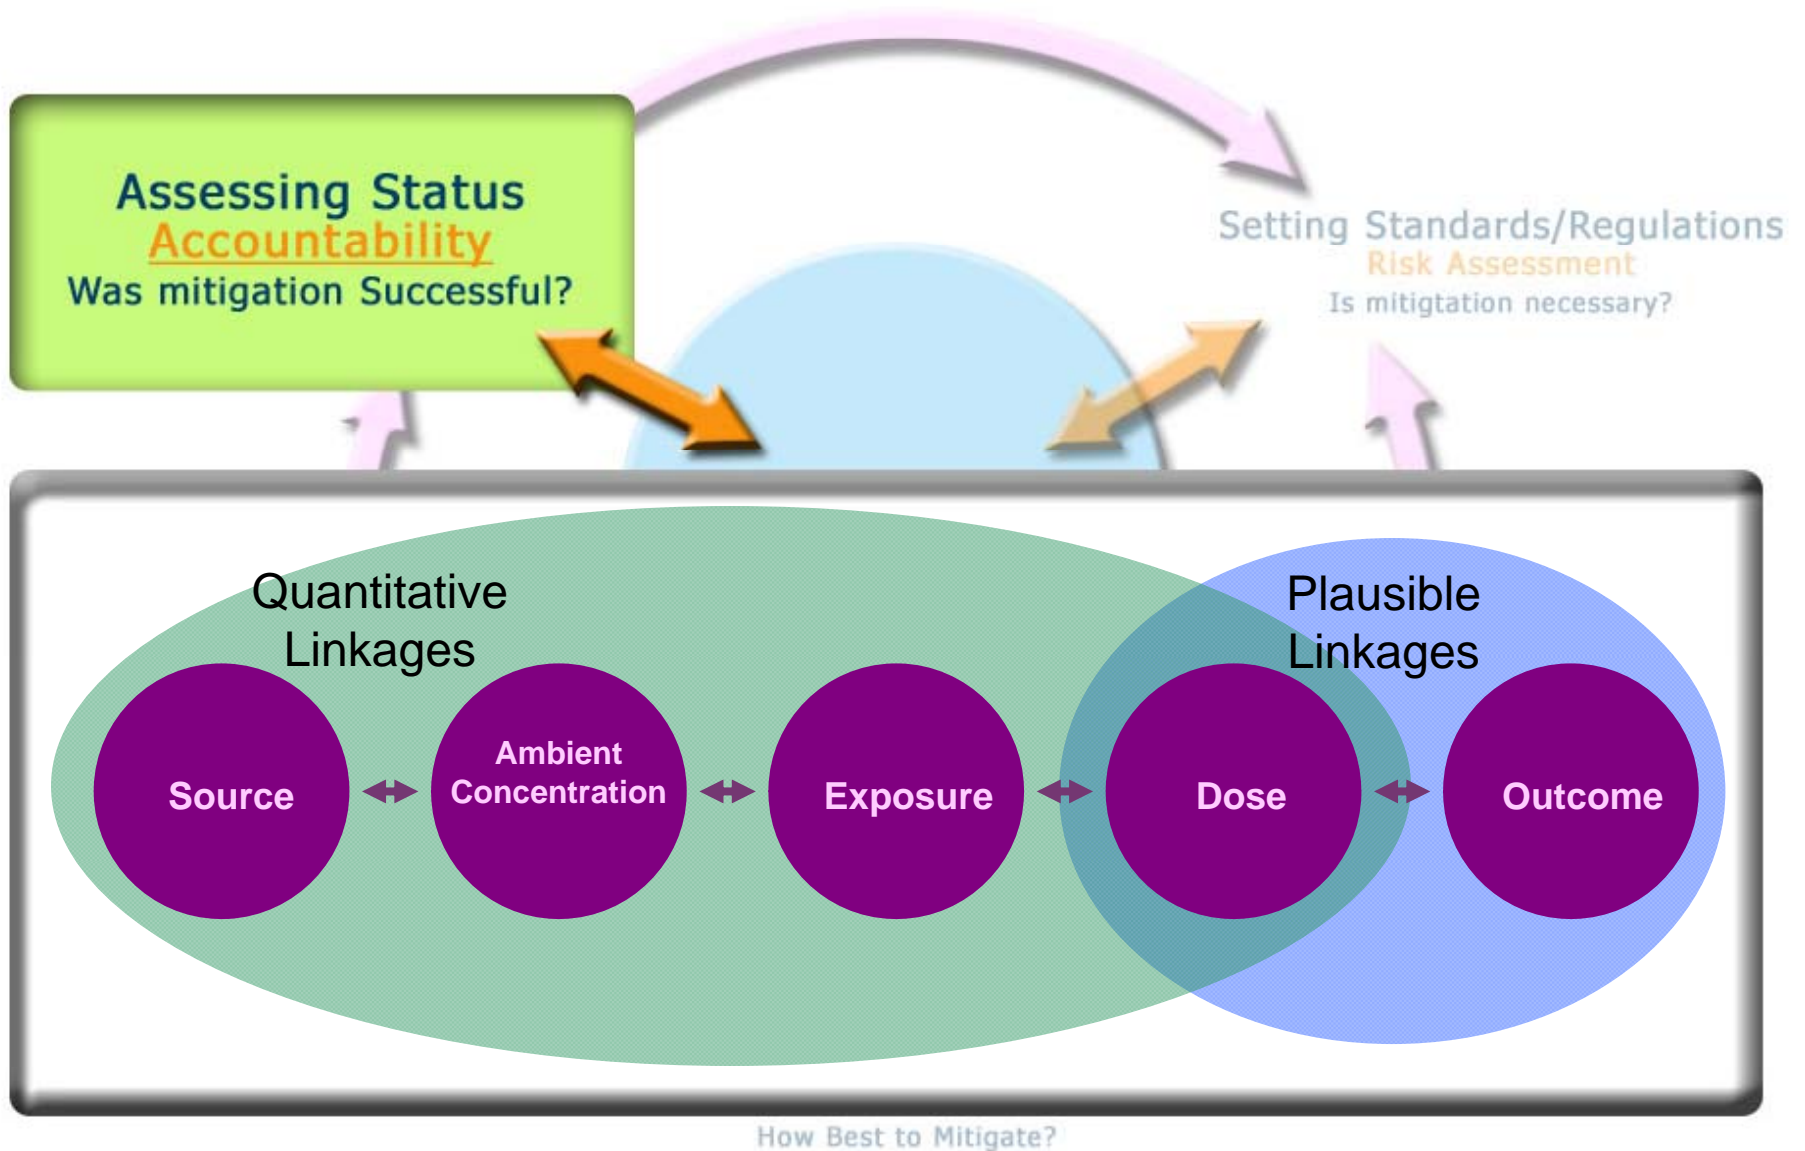 Assessing Status
Accountability
Was mitigation Successful?
Setting Standards/Regulations
Risk Assessment
Is mitigtation necessary?
Quantitative
Linkages
Plausible
Linkages
Source
Ambient
Concentration
Exposure
Dose
Outcome
How Best to Mitigate?